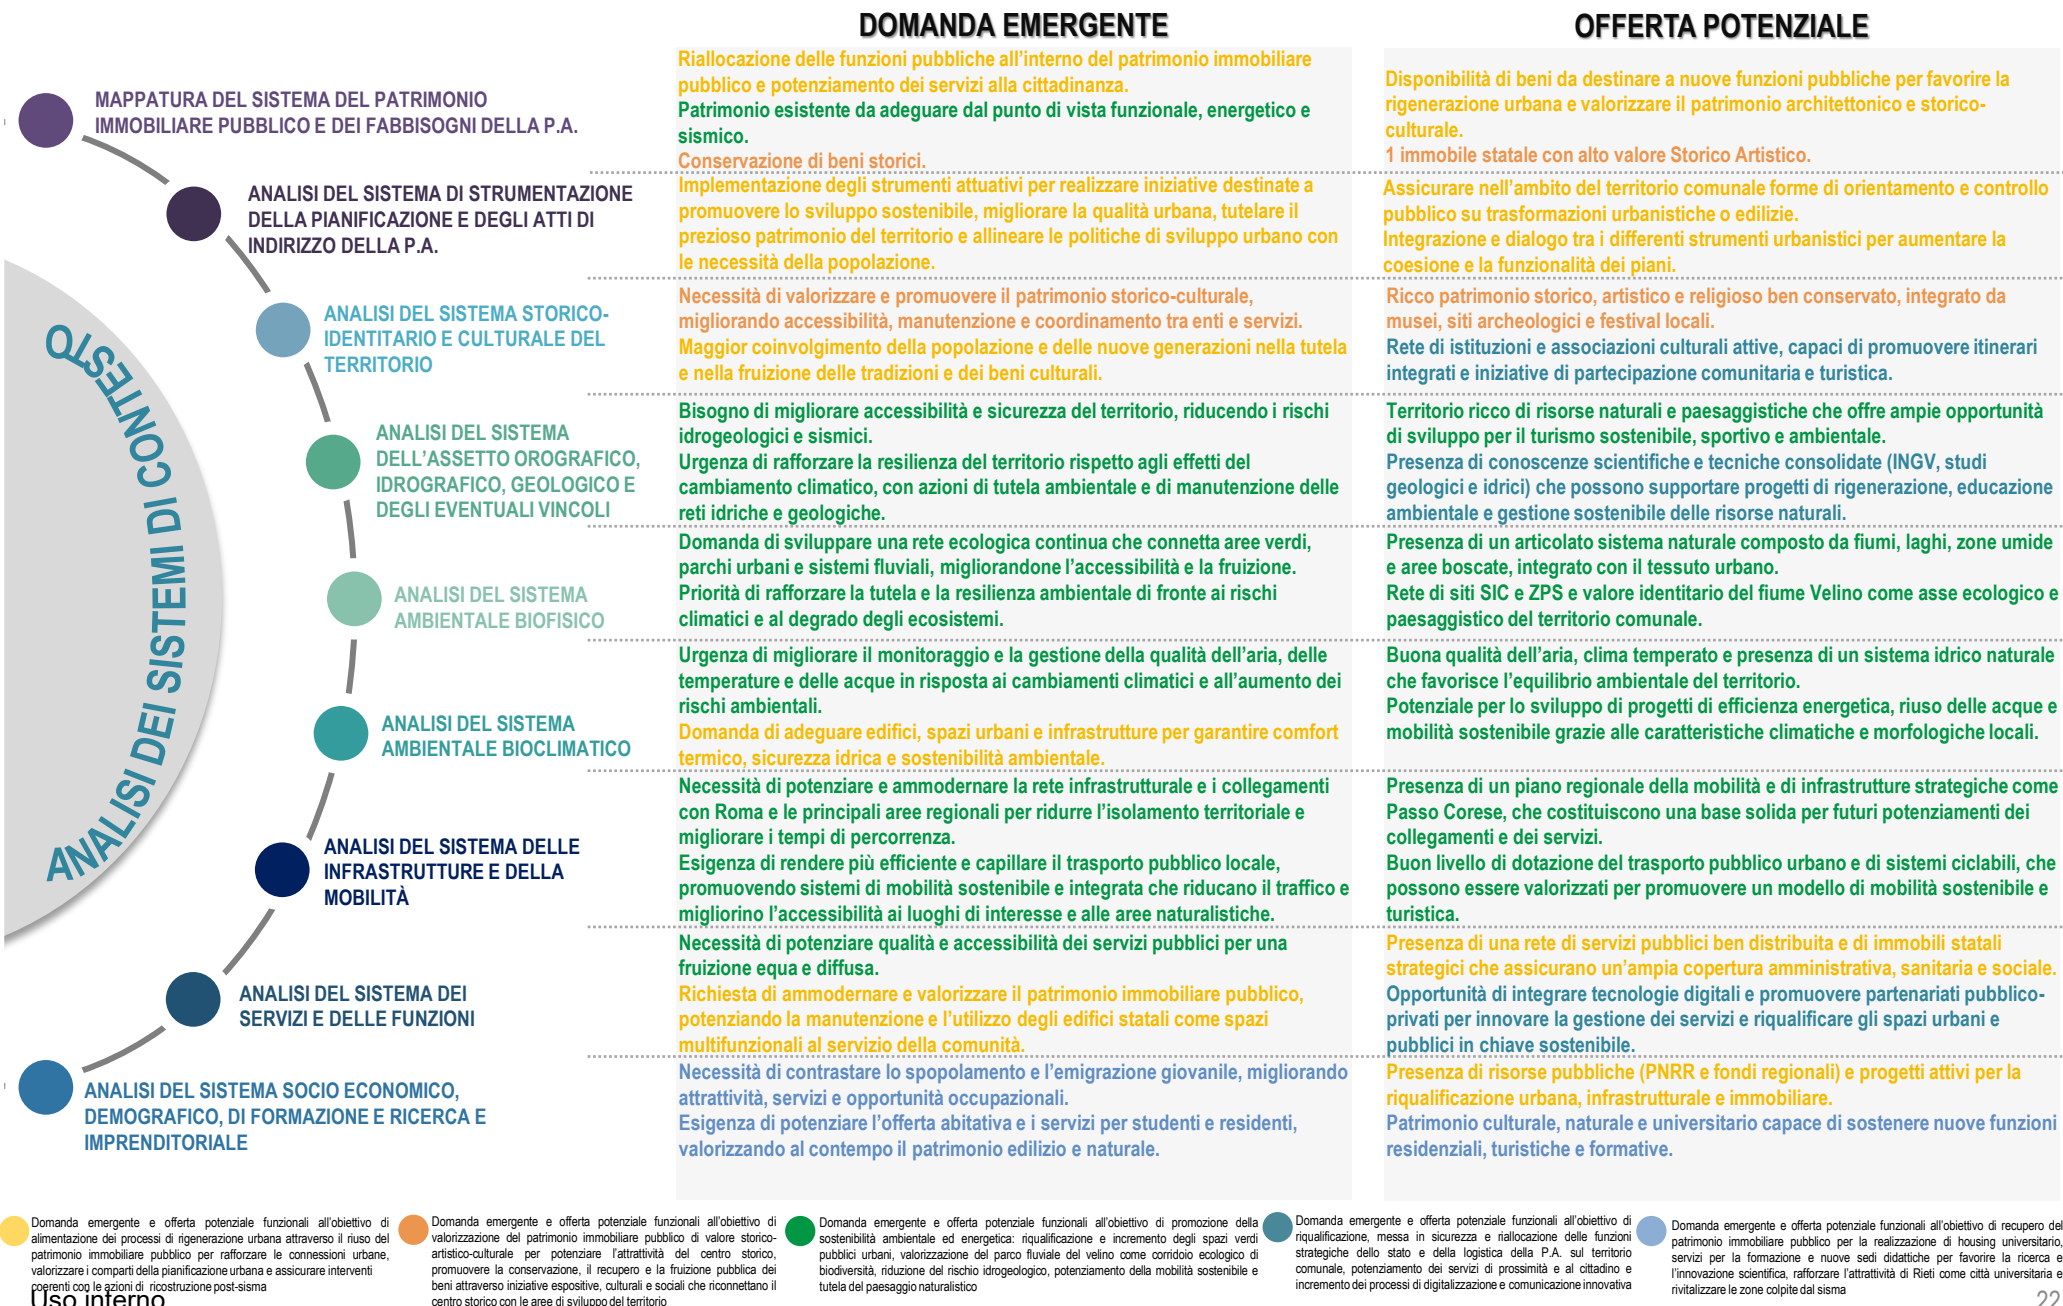 DOMANDA EMERGENTE
OFFERTA POTENZIALE
ANALISI DEI SISTEMI DI CONTESTO
MAPPATURA DEL SISTEMA DEL PATRIMONIO
IMMOBILIARE PUBBLICO E DEI FABBISOGNI DELLA P.A.
Riallocazione delle funzioni pubbliche all’interno del patrimonio immobiliare
pubblico e potenziamento dei servizi alla cittadinanza.
Patrimonio esistente da adeguare dal punto di vista funzionale, energetico e
sismico.
Conservazione di beni storici.
Disponibilità di beni da destinare a nuove funzioni pubbliche per favorire la
rigenerazione urbana e valorizzare il patrimonio architettonico e storico-
culturale.
1 immobile statale con alto valore Storico Artistico.
ANALISI DEL SISTEMA DI STRUMENTAZIONE
DELLA PIANIFICAZIONE E DEGLI ATTI DI
INDIRIZZO DELLA P.A.
Implementazione degli strumenti attuativi per realizzare iniziative destinate a
promuovere lo sviluppo sostenibile, migliorare la qualità urbana, tutelare il
prezioso patrimonio del territorio e allineare le politiche di sviluppo urbano con
le necessità della popolazione.
Assicurare nell’ambito del territorio comunale forme di orientamento e controllo
pubblico su trasformazioni urbanistiche o edilizie.
Integrazione e dialogo tra i differenti strumenti urbanistici per aumentare la
coesione e la funzionalità dei piani.
ANALISI DEL SISTEMA STORICO-
IDENTITARIO E CULTURALE DEL
TERRITORIO
Necessità di valorizzare e promuovere il patrimonio storico-culturale,
migliorando accessibilità, manutenzione e coordinamento tra enti e servizi.
Maggior coinvolgimento della popolazione e delle nuove generazioni nella tutela
e nella fruizione delle tradizioni e dei beni culturali.
Ricco patrimonio storico, artistico e religioso ben conservato, integrato da
musei, siti archeologici e festival locali.
Rete di istituzioni e associazioni culturali attive, capaci di promuovere itinerari
integrati e iniziative di partecipazione comunitaria e turistica.
ANALISI DEL SISTEMA
DELL’ASSETTO OROGRAFICO,
IDROGRAFICO, GEOLOGICO E
DEGLI EVENTUALI VINCOLI
Bisogno di migliorare accessibilità e sicurezza del territorio, riducendo i rischi
idrogeologici e sismici.
Urgenza di rafforzare la resilienza del territorio rispetto agli effetti del
cambiamento climatico, con azioni di tutela ambientale e di manutenzione delle
reti idriche e geologiche.
Territorio ricco di risorse naturali e paesaggistiche che offre ampie opportunità
di sviluppo per il turismo sostenibile, sportivo e ambientale.
Presenza di conoscenze scientifiche e tecniche consolidate (INGV, studi
geologici e idrici) che possono supportare progetti di rigenerazione, educazione
ambientale e gestione sostenibile delle risorse naturali.
ANALISI DEL SISTEMA
AMBIENTALE BIOFISICO
Domanda di sviluppare una rete ecologica continua che connetta aree verdi,
parchi urbani e sistemi fluviali, migliorandone l’accessibilità e la fruizione.
Priorità di rafforzare la tutela e la resilienza ambientale di fronte ai rischi
climatici e al degrado degli ecosistemi.
Presenza di un articolato sistema naturale composto da fiumi, laghi, zone umide
e aree boscate, integrato con il tessuto urbano.
Rete di siti SIC e ZPS e valore identitario del fiume Velino come asse ecologico e
paesaggistico del territorio comunale.
ANALISI DEL SISTEMA
AMBIENTALE BIOCLIMATICO
Urgenza di migliorare il monitoraggio e la gestione della qualità dell’aria, delle
temperature e delle acque in risposta ai cambiamenti climatici e all’aumento dei
rischi ambientali.
Domanda di adeguare edifici, spazi urbani e infrastrutture per garantire comfort
termico, sicurezza idrica e sostenibilità ambientale.
Buona qualità dell’aria, clima temperato e presenza di un sistema idrico naturale
che favorisce l’equilibrio ambientale del territorio.
Potenziale per lo sviluppo di progetti di efficienza energetica, riuso delle acque e
mobilità sostenibile grazie alle caratteristiche climatiche e morfologiche locali.
ANALISI DEL SISTEMA DELLE
INFRASTRUTTURE E DELLA
MOBILITÀ
Necessità di potenziare e ammodernare la rete infrastrutturale e i collegamenti
con Roma e le principali aree regionali per ridurre l’isolamento territoriale e
migliorare i tempi di percorrenza.
Esigenza di rendere più efficiente e capillare il trasporto pubblico locale,
promuovendo sistemi di mobilità sostenibile e integrata che riducano il traffico e
migliorino l’accessibilità ai luoghi di interesse e alle aree naturalistiche.
Presenza di un piano regionale della mobilità e di infrastrutture strategiche come
Passo Corese, che costituiscono una base solida per futuri potenziamenti dei
collegamenti e dei servizi.
Buon livello di dotazione del trasporto pubblico urbano e di sistemi ciclabili, che
possono essere valorizzati per promuovere un modello di mobilità sostenibile e
turistica.
ANALISI DEL SISTEMA DEI
SERVIZI E DELLE FUNZIONI
Necessità di potenziare qualità e accessibilità dei servizi pubblici per una
fruizione equa e diffusa.
Richiesta di ammodernare e valorizzare il patrimonio immobiliare pubblico,
potenziando la manutenzione e l’utilizzo degli edifici statali come spazi
multifunzionali al servizio della comunità.
Presenza di una rete di servizi pubblici ben distribuita e di immobili statali
strategici che assicurano un’ampia copertura amministrativa, sanitaria e sociale.
Opportunità di integrare tecnologie digitali e promuovere partenariati pubblico-
privati per innovare la gestione dei servizi e riqualificare gli spazi urbani e
pubblici in chiave sostenibile.
ANALISI DEL SISTEMA SOCIO ECONOMICO,
DEMOGRAFICO, DI FORMAZIONE E RICERCA E
IMPRENDITORIALE
Necessità di contrastare lo spopolamento e l’emigrazione giovanile, migliorando
attrattività, servizi e opportunità occupazionali.
Esigenza di potenziare l’offerta abitativa e i servizi per studenti e residenti,
valorizzando al contempo il patrimonio edilizio e naturale.
Presenza di risorse pubbliche (PNRR e fondi regionali) e progetti attivi per la
riqualificazione urbana, infrastrutturale e immobiliare.
Patrimonio culturale, naturale e universitario capace di sostenere nuove funzioni
residenziali, turistiche e formative.
Domanda emergente e offerta potenziale funzionali all’obiettivo di
alimentazione dei processi di rigenerazione urbana attraverso il riuso del
patrimonio immobiliare pubblico per rafforzare le connessioni urbane,
valorizzare i comparti della pianificazione urbana e assicurare interventi
coerenti con le azioni di ricostruzione post-sisma
Domanda emergente e offerta potenziale funzionali all’obiettivo di
valorizzazione del patrimonio immobiliare pubblico di valore storico-
artistico-culturale per potenziare l’attrattività del centro storico,
promuovere la conservazione, il recupero e la fruizione pubblica dei
beni attraverso iniziative espositive, culturali e sociali che riconnettano il
centro storico con le aree di sviluppo del territorio
Domanda emergente e offerta potenziale funzionali all’obiettivo di promozione della
sostenibilità ambientale ed energetica: riqualificazione e incremento degli spazi verdi
pubblici urbani, valorizzazione del parco fluviale del velino come corridoio ecologico di
biodiversità, riduzione del rischio idrogeologico, potenziamento della mobilità sostenibile e
tutela del paesaggio naturalistico
Domanda emergente e offerta potenziale funzionali all’obiettivo di
riqualificazione, messa in sicurezza e riallocazione delle funzioni
strategiche dello stato e della logistica della P.A. sul territorio
comunale, potenziamento dei servizi di prossimità e al cittadino e
incremento dei processi di digitalizzazione e comunicazione innovativa
Domanda emergente e offerta potenziale funzionali all’obiettivo di recupero del
patrimonio immobiliare pubblico per la realizzazione di housing universitario,
servizi per la formazione e nuove sedi didattiche per favorire la ricerca e
l’innovazione scientifica, rafforzare l’attrattività di Rieti come città universitaria e
rivitalizzare le zone colpite dal sisma
Uso interno
22